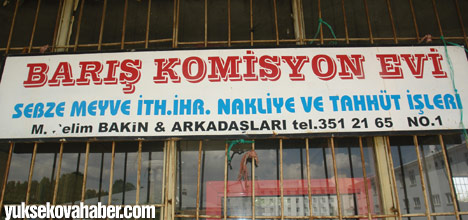 BARIŞ KOMİSYON EVİ
SEBZE MEYVE İTH.İHR. NAKLİYE VE TAHHÜT İŞLERİ
BAKiN & ARKADAŞLARI tel.351 21 65 NO.1
yuksekovahaber.com